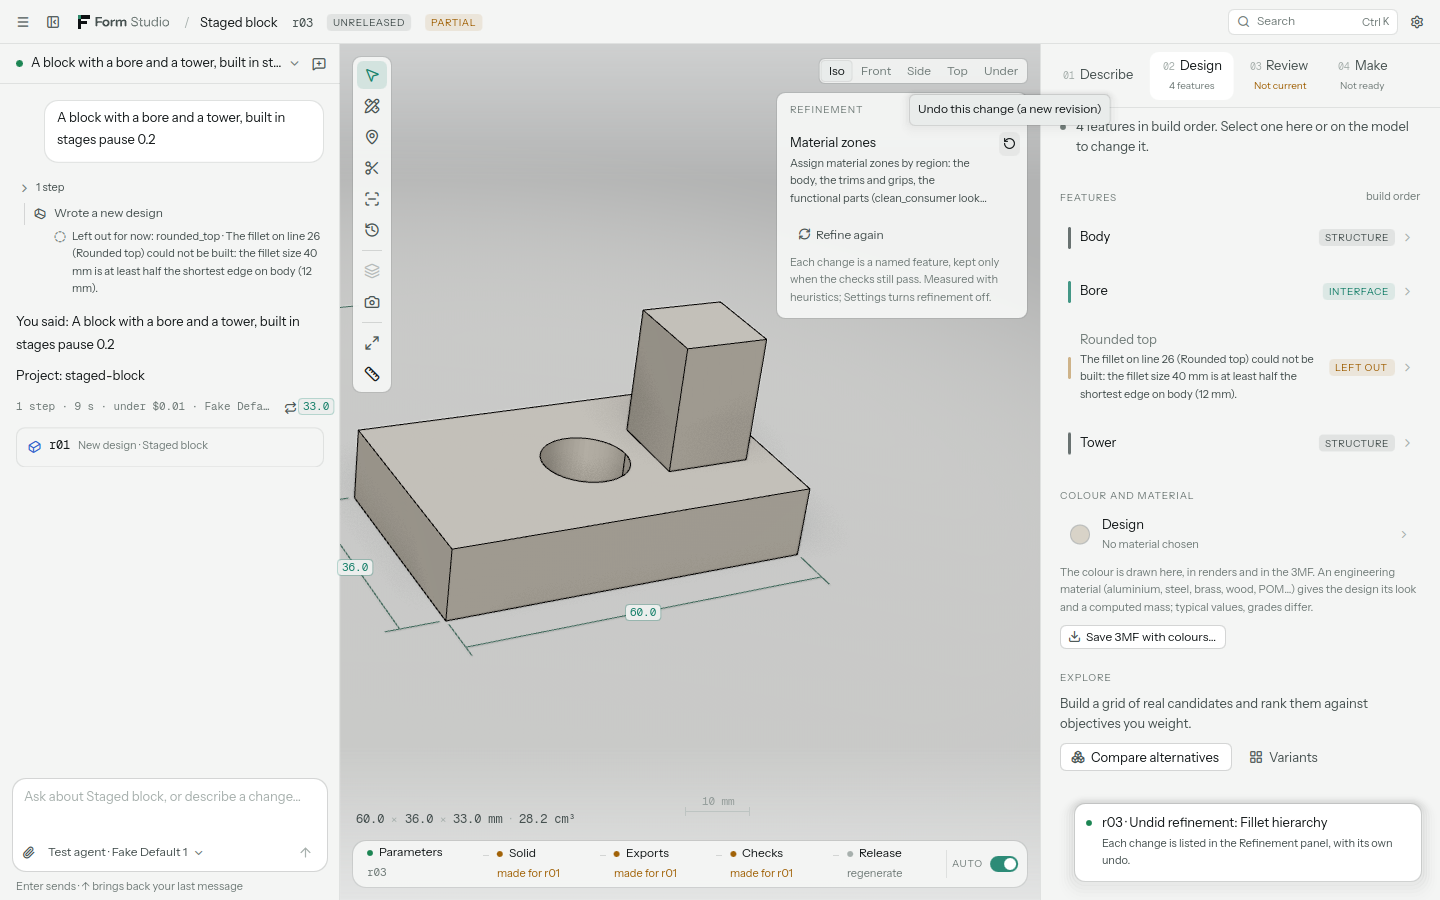 Form Studio / Staged block r03 UNRELEASED PARTIAL
Search Ctrl K
A block with a bore and a tower, built in st...
A block with a bore and a tower, built in
stages pause 0.2
1 step
Wrote a new design
Left out for now: rounded_top · The fillet on line 26
(Rounded top) could not be built: the fillet size 40
mm is at least half the shortest edge on body (12
mm).
You said: A block with a bore and a tower, built in
stages pause 0.2
Project: staged-block
1 step · 9 s · under $0.01 · Fake Defa…
33.0
r01 New design · Staged block
Ask about Staged block, or describe a change...
Test agent · Fake Default 1
Enter sends · ↑ brings back your last message
Iso Front Side Top Under
REFINEMENT
Undo this change (a new revision)
Material zones
Assign material zones by region: the
body, the trims and grips, the
functional parts (clean_consumer look...
Refine again
Each change is a named feature, kept only
when the checks still pass. Measured with
heuristics; Settings turns refinement off.
36.0
60.0
10 mm
60.0 × 36.0 × 33.0 mm · 28.2 cm³
Parameters
r03
Solid
made for r01
Exports
made for r01
Checks
made for r01
Release
regenerate
AUTO
01 Describe
02 Design
4 features
03 Review
Not current
04 Make
Not ready
4 features in build order. Select one here or on the model
to change it.
FEATURES build order
Body STRUCTURE
Bore INTERFACE
Rounded top
The fillet on line 26 (Rounded top) could not be
built: the fillet size 40 mm is at least half the
shortest edge on body (12 mm).
LEFT OUT
Tower STRUCTURE
COLOUR AND MATERIAL
Design
No material chosen
The colour is drawn here, in renders and in the 3MF. An engineering
material (aluminium, steel, brass, wood, POM...) gives the design its look
and a computed mass; typical values, grades differ.
Save 3MF with colours...
EXPLORE
Build a grid of real candidates and rank them against
objectives you weight.
Compare alternatives Variants
r03 · Undid refinement: Fillet hierarchy
Each change is listed in the Refinement panel, with its own
undo.